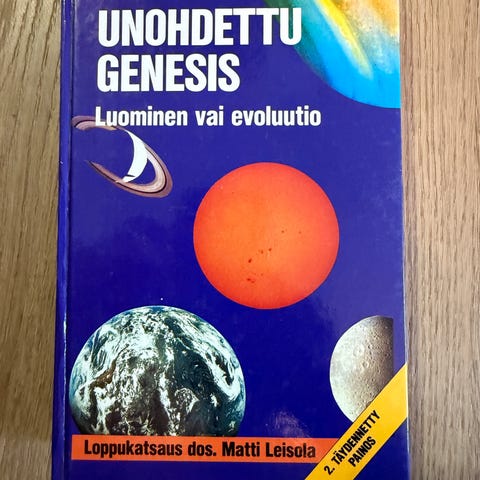 UNOHDETTU
GENESIS
Luominen vai evoluutio
Loppukatsaus dos. Matti Leisola
2. TÄYDENNETTY
PAINOS